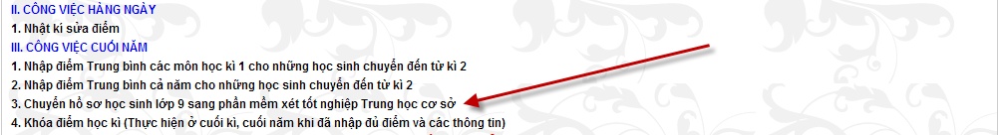 II. CÔNG VIỆC HÀNG NGÀY
1. Nhật kí sửa điểm
III. CÔNG VIỆC CUỐI NĂM
1. Nhập điểm Trung bình các môn học kì 1 cho những học sinh chuyển đến từ kì 2
2. Nhập điểm Trung bình cả năm cho những học sinh chuyển đến từ kì 2
3. Chuyển hồ sơ học sinh lớp 9 sang phần mềm xét tốt nghiệp Trung học cơ sở
4. Khóa điểm học kì (Thực hiện ở cuối kì, cuối năm khi đã nhập đủ điểm và các thông tin)